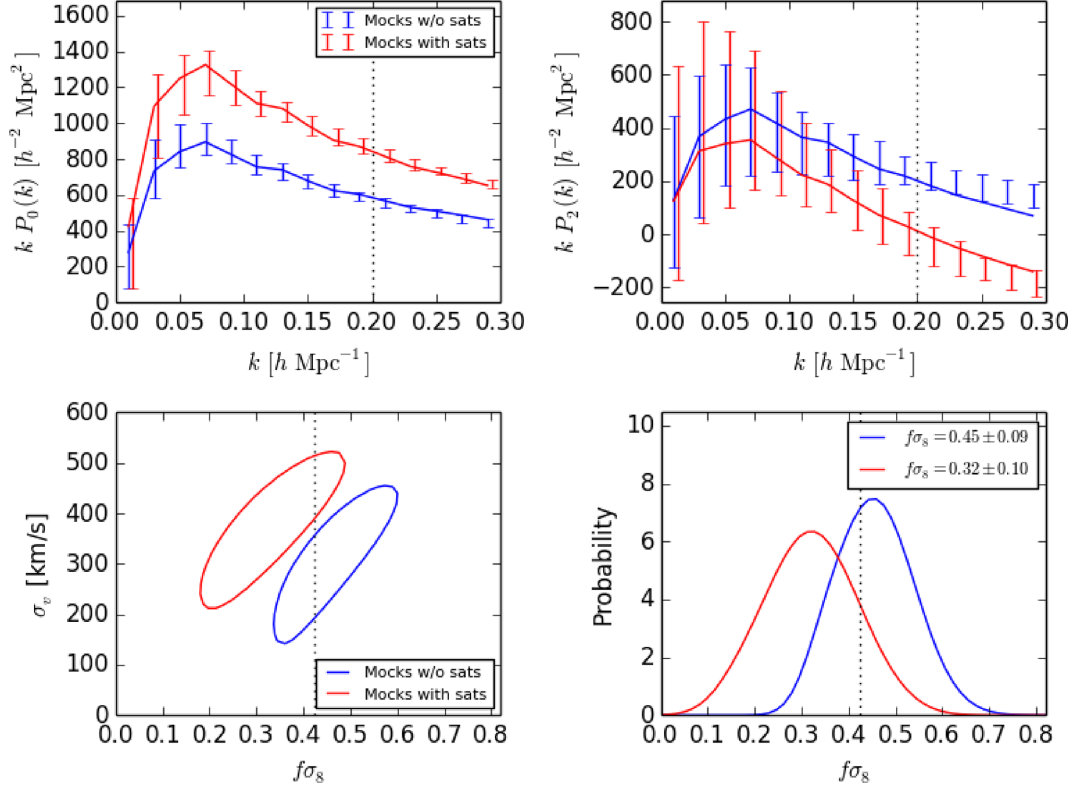 1600
1400
1200
1000
800
600
400
200
0
k P₀(k) [h⁻² Mpc²]
Mocks w/o sats
Mocks with sats
0.00 0.05 0.10 0.15 0.20 0.25 0.30
k [h Mpc⁻¹]
800
600
400
200
0
−200
k P₂(k) [h⁻² Mpc²]
0.00 0.05 0.10 0.15 0.20 0.25 0.30
k [h Mpc⁻¹]
600
500
400
300
200
100
0
σᵥ [km/s]
Mocks w/o sats
Mocks with sats
0.0 0.1 0.2 0.3 0.4 0.5 0.6 0.7 0.8
fσ₈
10
8
6
4
2
0
Probability
fσ₈ = 0.45 ± 0.09
fσ₈ = 0.32 ± 0.10
0.0 0.1 0.2 0.3 0.4 0.5 0.6 0.7 0.8
fσ₈